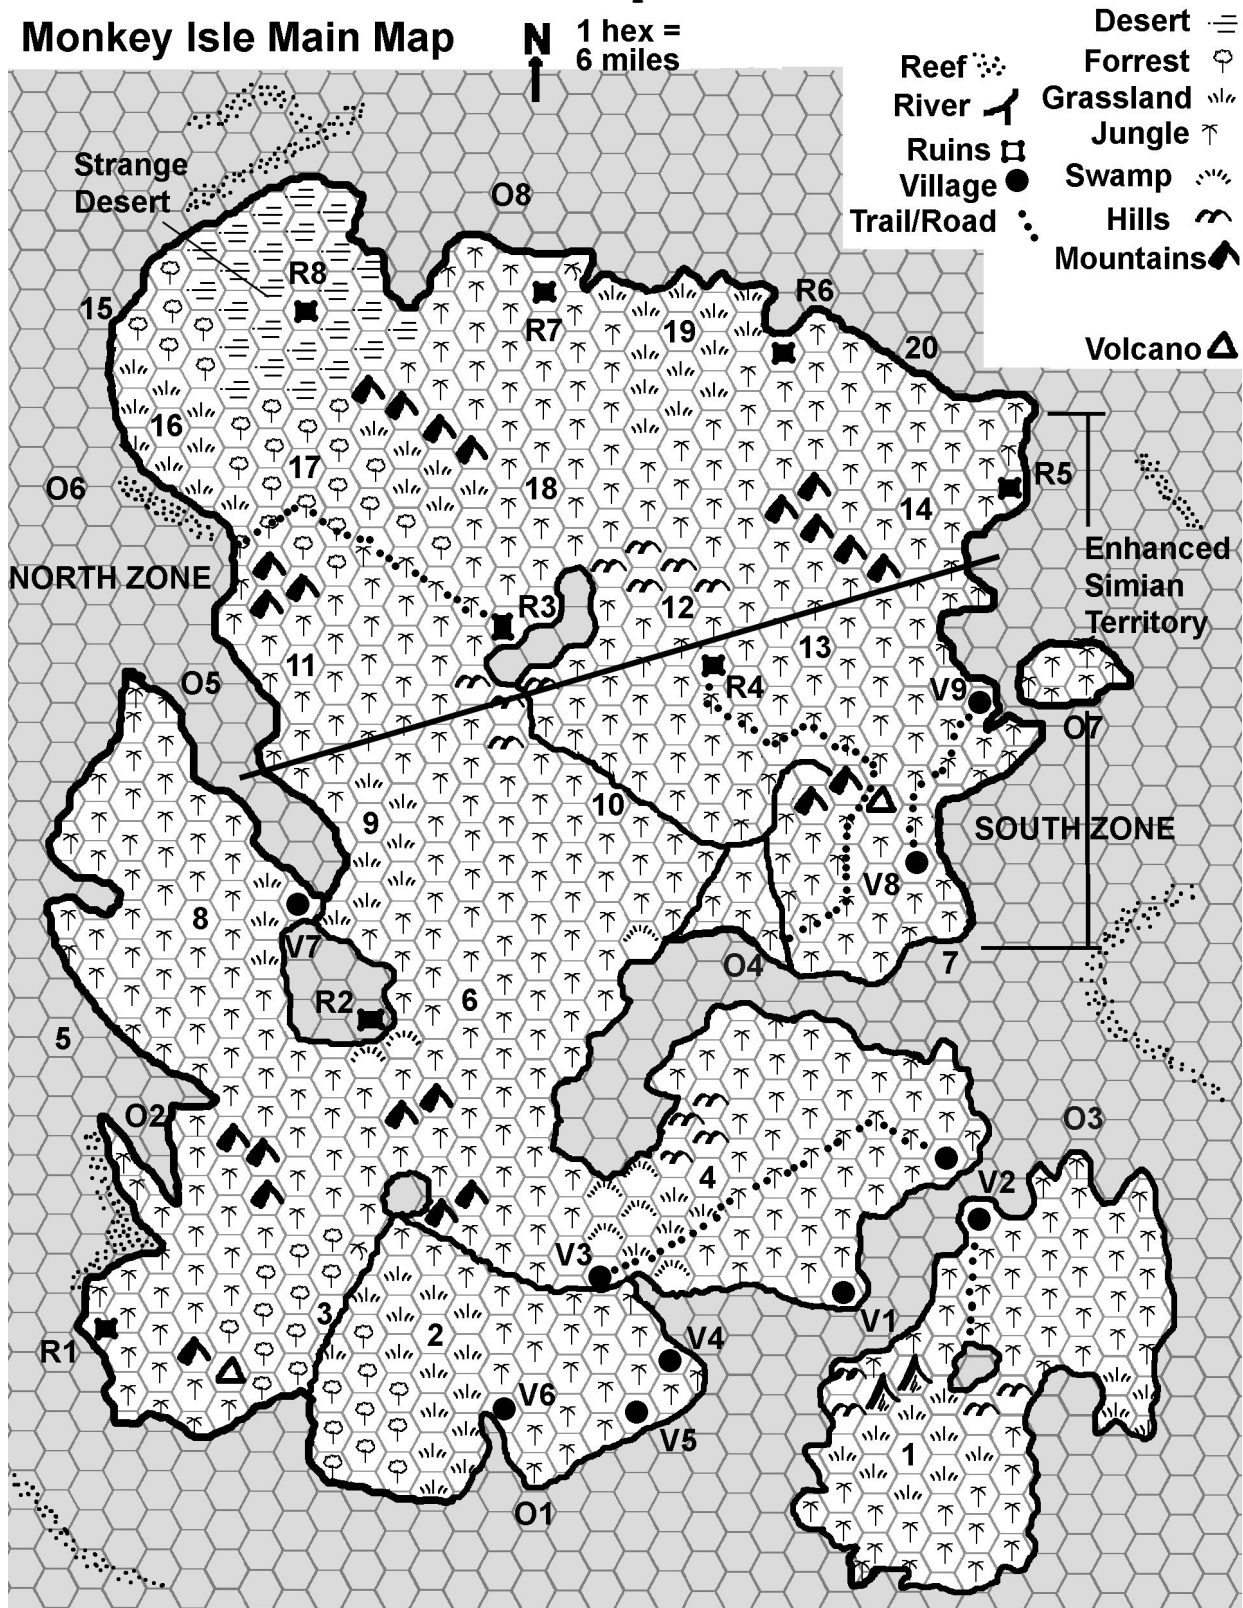 Monkey Isle Main Map
N
1 hex =
6 miles
Desert
Reef
Forrest
River
Grassland
Jungle
Ruins
Village
Swamp
Trail/Road
Hills
Mountains
Volcano
Strange
Desert
O8
R8
R6
15
R7
19
20
16
17
18
R5
O6
14
Enhanced
Simian
Territory
NORTH ZONE
R3
12
11
13
O5
R4
V9
O7
10
9
SOUTH ZONE
V8
8
V7
O4
7
R2
6
5
O2
O3
4
V2
V3
3
V1
2
R1
V4
V6
V5
1
O1